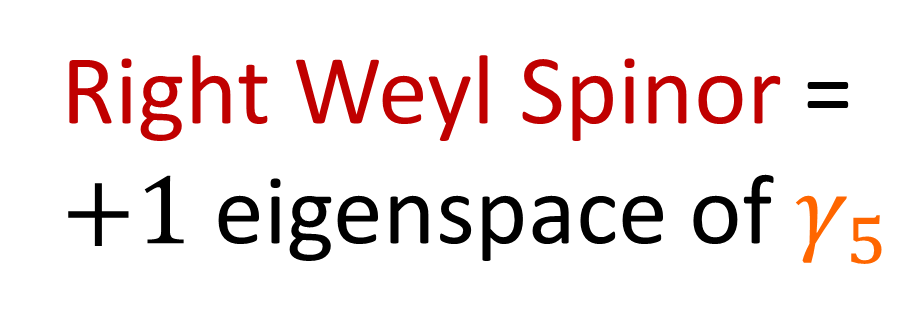 Right Weyl Spinor =
+1 eigenspace of γ₅